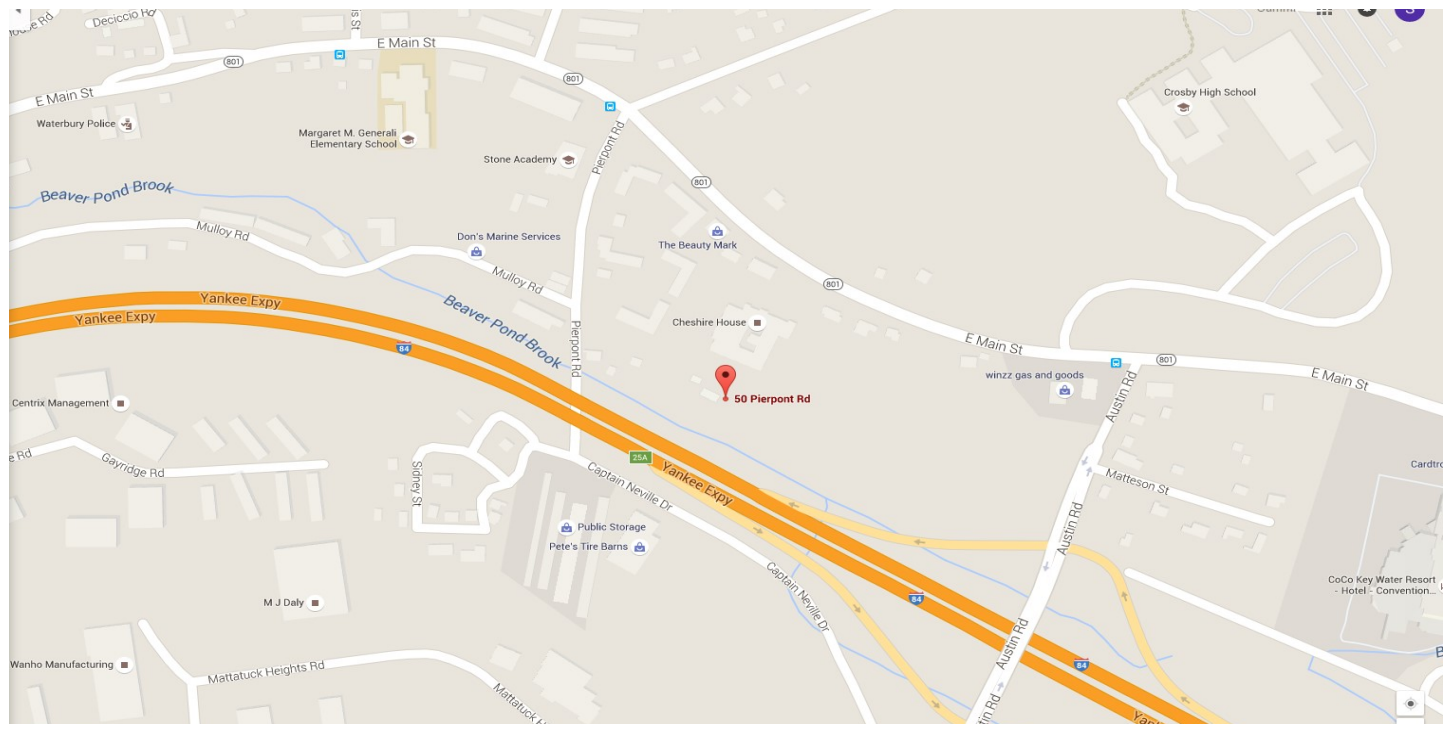 Deciccio Rd
E Main St
801
801
E Main St
Waterbury Police
Margaret M. Generali
Elementary School
Stone Academy
Pierpont Rd
Crosby High School
801
Beaver Pond Brook
Mulloy Rd
Don's Marine Services
The Beauty Mark
Mulloy Rd
801
Yankee Expy
Yankee Expy
Beaver Pond Brook
Cheshire House
Pierpont Rd
84
E Main St
801
E Main St
winzz gas and goods
50 Pierpont Rd
Austin Rd
Centrix Management
Gayridge Rd
Sidney St
25A
Yankee Expy
Captain Neville Dr
Matteson St
Public Storage
Pete's Tire Barns
Austin Rd
Captain Neville Dr
CoCo Key Water Resort
- Hotel - Convention...
M J Daly
84
Austin Rd
84
Wanho Manufacturing
Mattatuck Heights Rd
Mattatuck H